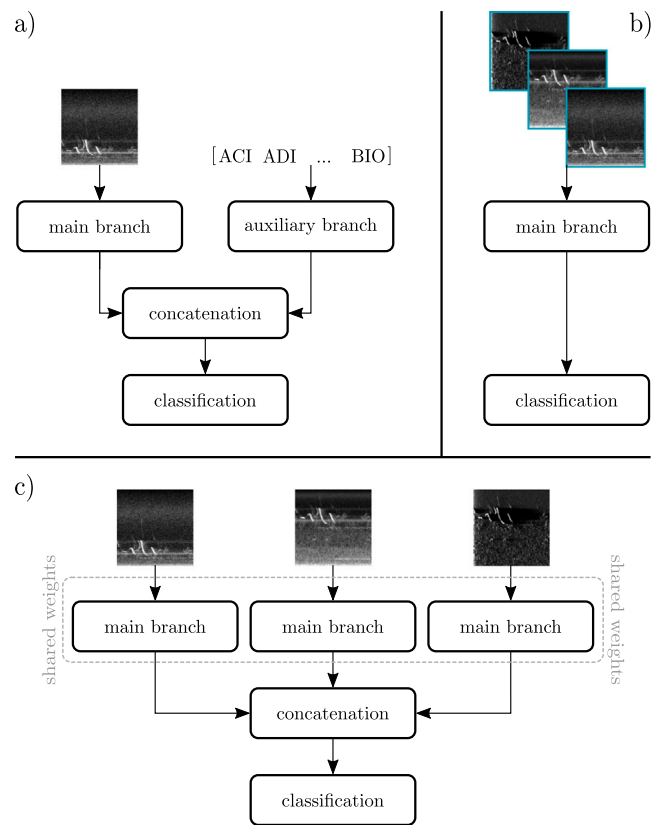 a)
b)
[ACI ADI ... BIO]
main branch
auxiliary branch
main branch
concatenation
classification
classification
c)
shared weights
shared weights
main branch
main branch
main branch
concatenation
classification